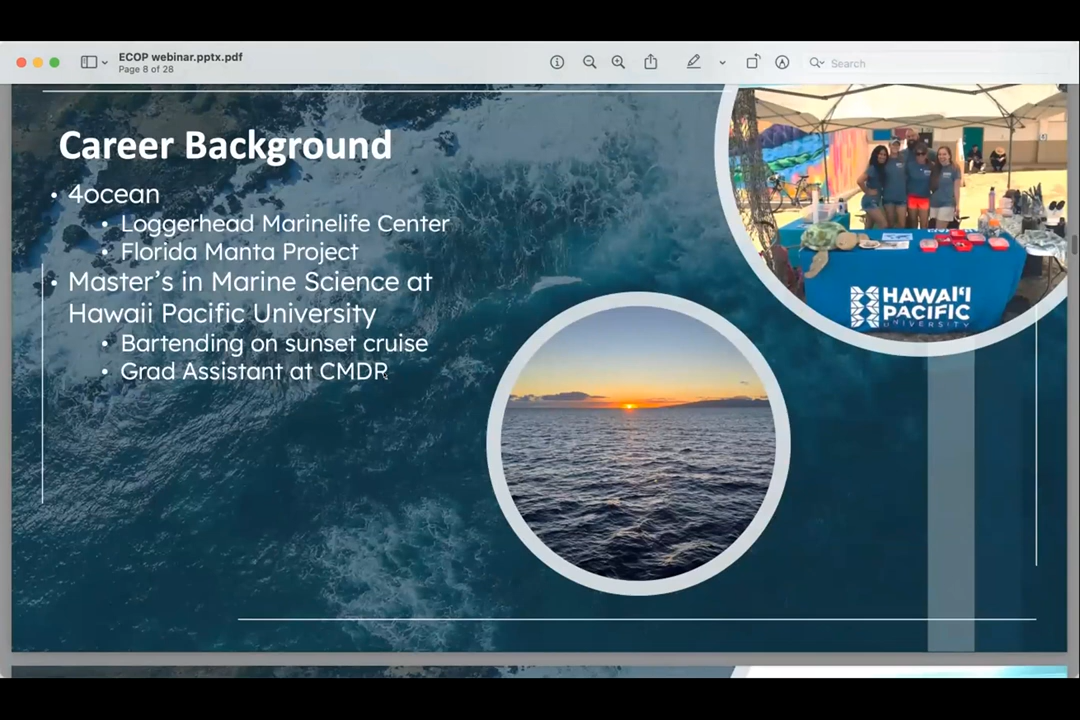 ECOP webinar.pptx.pdf
Page 8 of 28
Search
Career Background
• 4ocean
• Loggerhead Marinelife Center
• Florida Manta Project
• Master's in Marine Science at
Hawaii Pacific University
• Bartending on sunset cruise
• Grad Assistant at CMDR
HAWAI'I
PACIFIC
UNIVERSITY